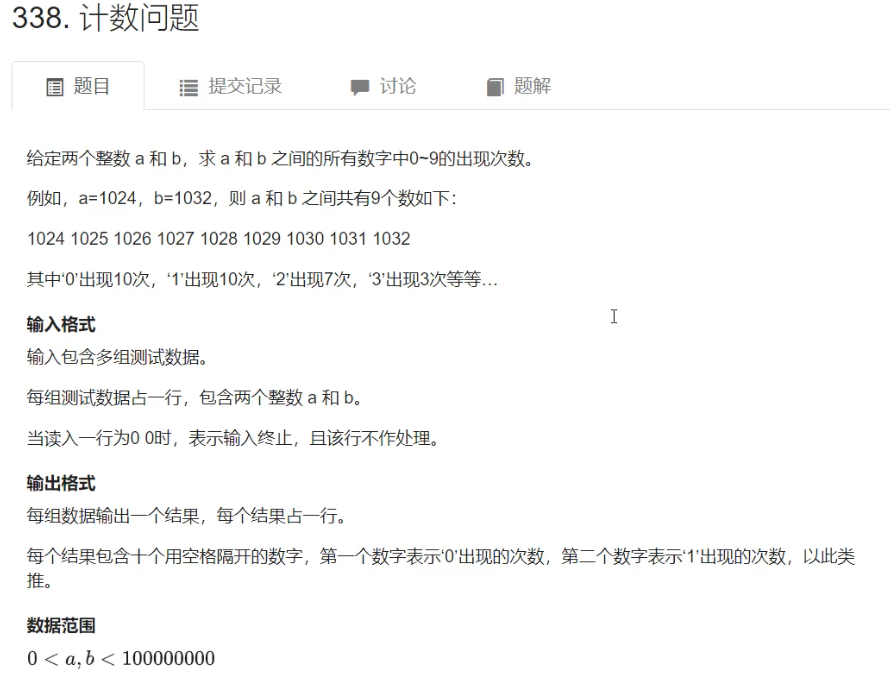 338. 计数问题
题目 提交记录 讨论 题解
给定两个整数 a 和 b，求 a 和 b 之间的所有数字中0~9的出现次数。
例如，a=1024，b=1032，则 a 和 b 之间共有9个数如下：
1024 1025 1026 1027 1028 1029 1030 1031 1032
其中‘0’出现10次，‘1’出现10次，‘2’出现7次，‘3’出现3次等等…
输入格式
输入包含多组测试数据。
每组测试数据占一行，包含两个整数 a 和 b。
当读入一行为0 0时，表示输入终止，且该行不作处理。
输出格式
每组数据输出一个结果，每个结果占一行。
每个结果包含十个用空格隔开的数字，第一个数字表示‘0’出现的次数，第二个数字表示‘1’出现的次数，以此类
推。
数据范围
0 < a, b < 100000000